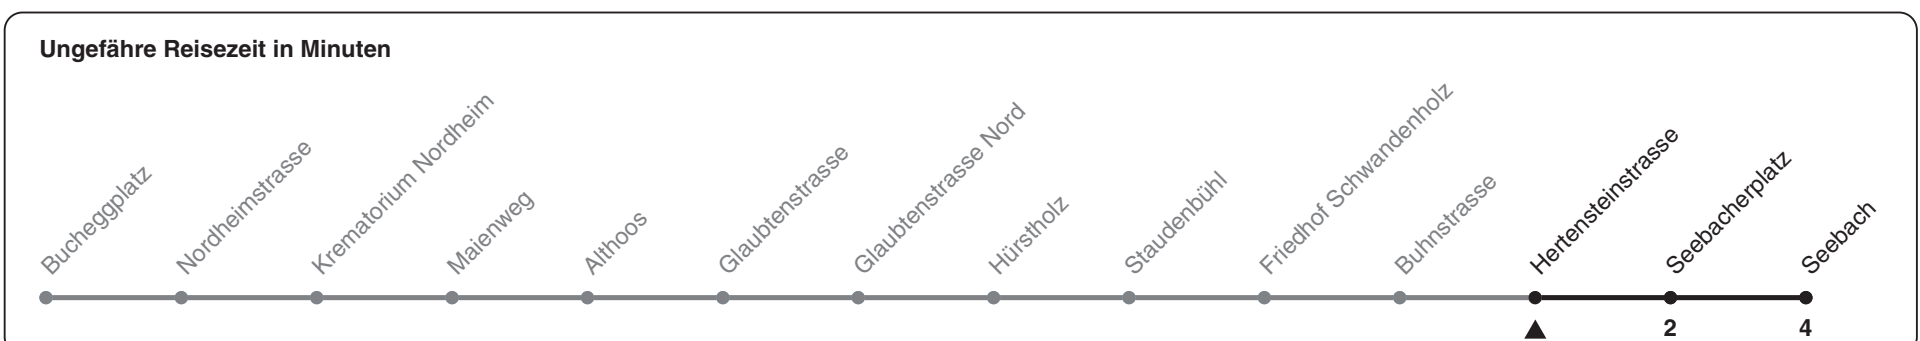 Ungefähre Reisezeit in Minuten
Bucheggplatz
Nordheimstrasse
Krematorium Nordheim
Maienweg
Althoos
Glaubtenstrasse
Glaubtenstrasse Nord
Hürstholz
Staudenbühl
Friedhof Schwandenholz
Buhnstrasse
Hertensteinstrasse
Seebacherplatz
Seebach
2
4